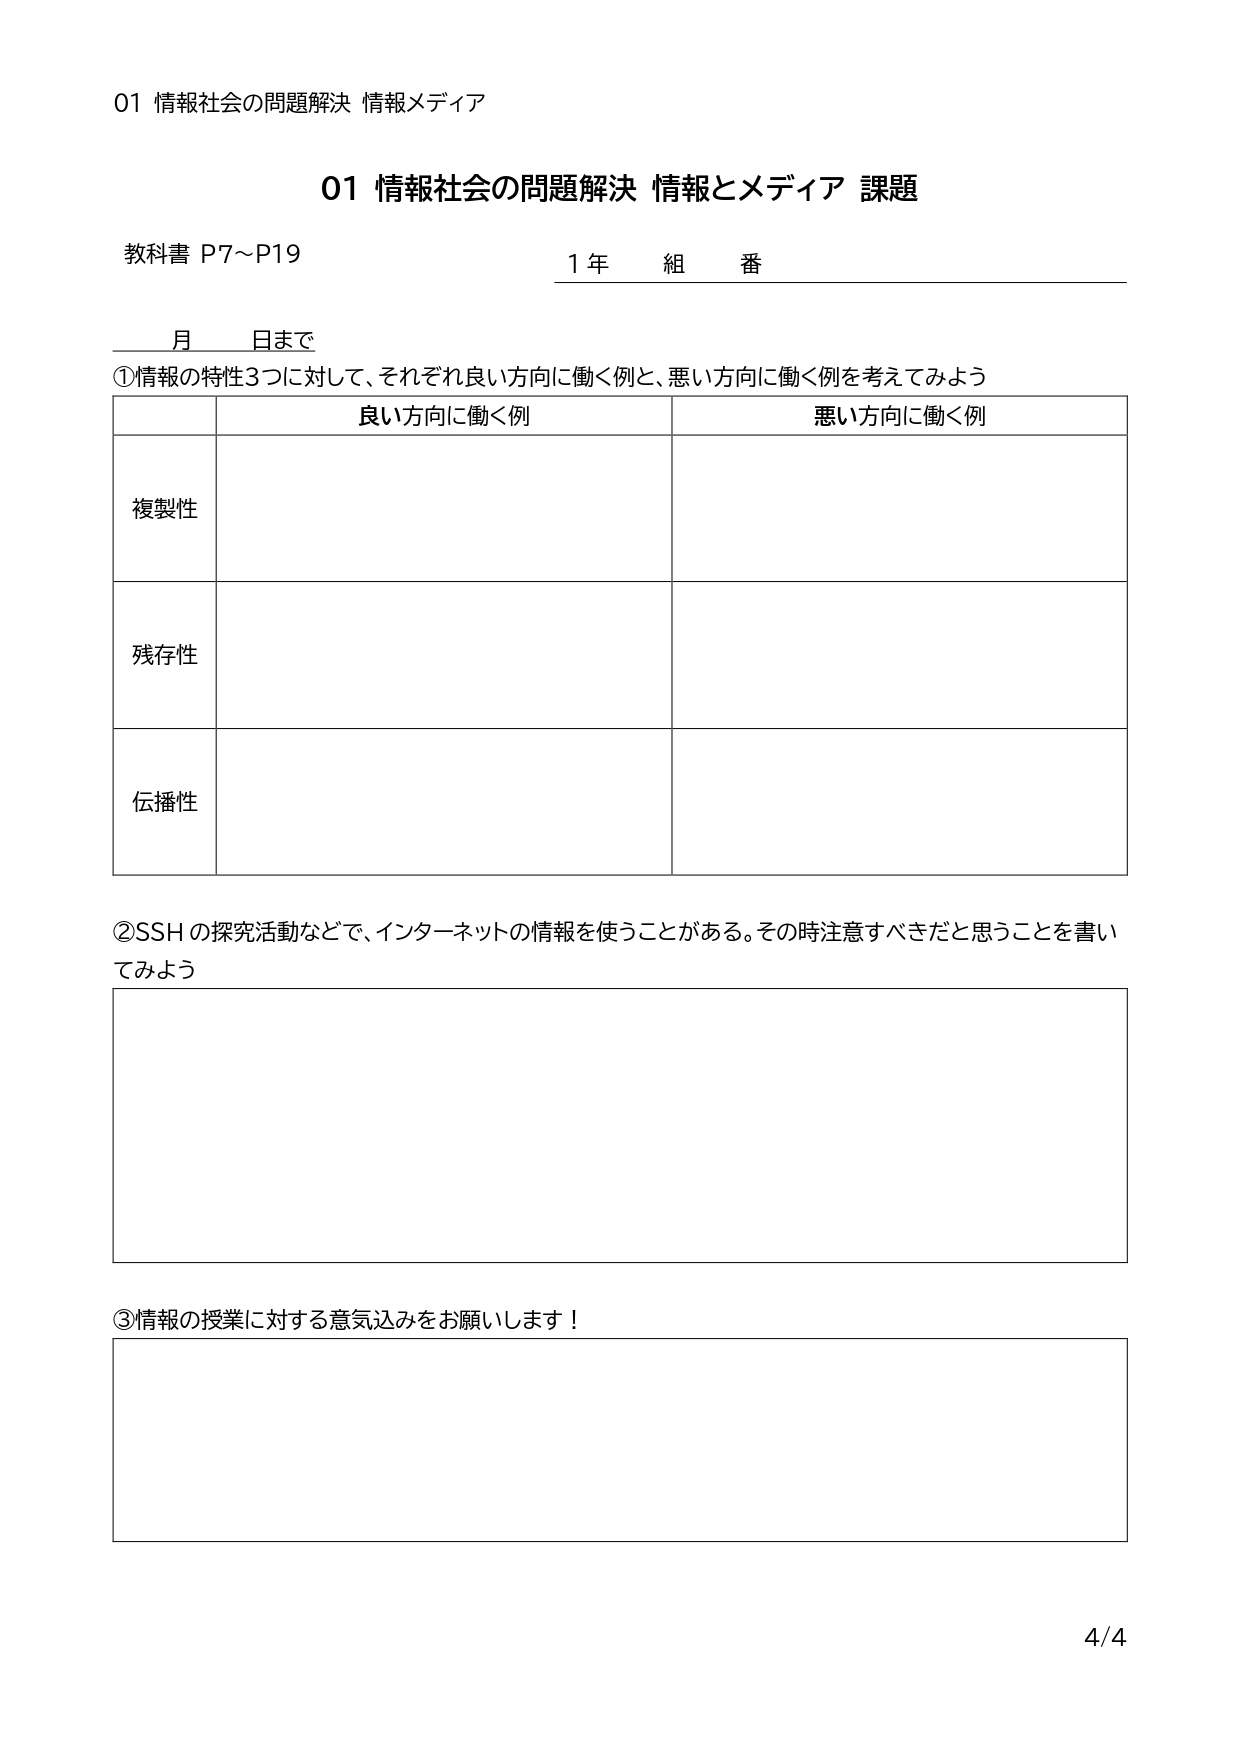 01 情報社会の問題解決 情報メディア
01 情報社会の問題解決 情報とメディア 課題
教科書 P7～P19
1年　　組　　番
　　月　　日まで
①情報の特性3つに対して、それぞれ良い方向に働く例と、悪い方向に働く例を考えてみよう
良い方向に働く例　悪い方向に働く例
複製性
残存性
伝播性
②SSHの探究活動などで、インターネットの情報を使うことがある。その時注意すべきだと思うことを書い
てみよう
③情報の授業に対する意気込みをお願いします！
4/4